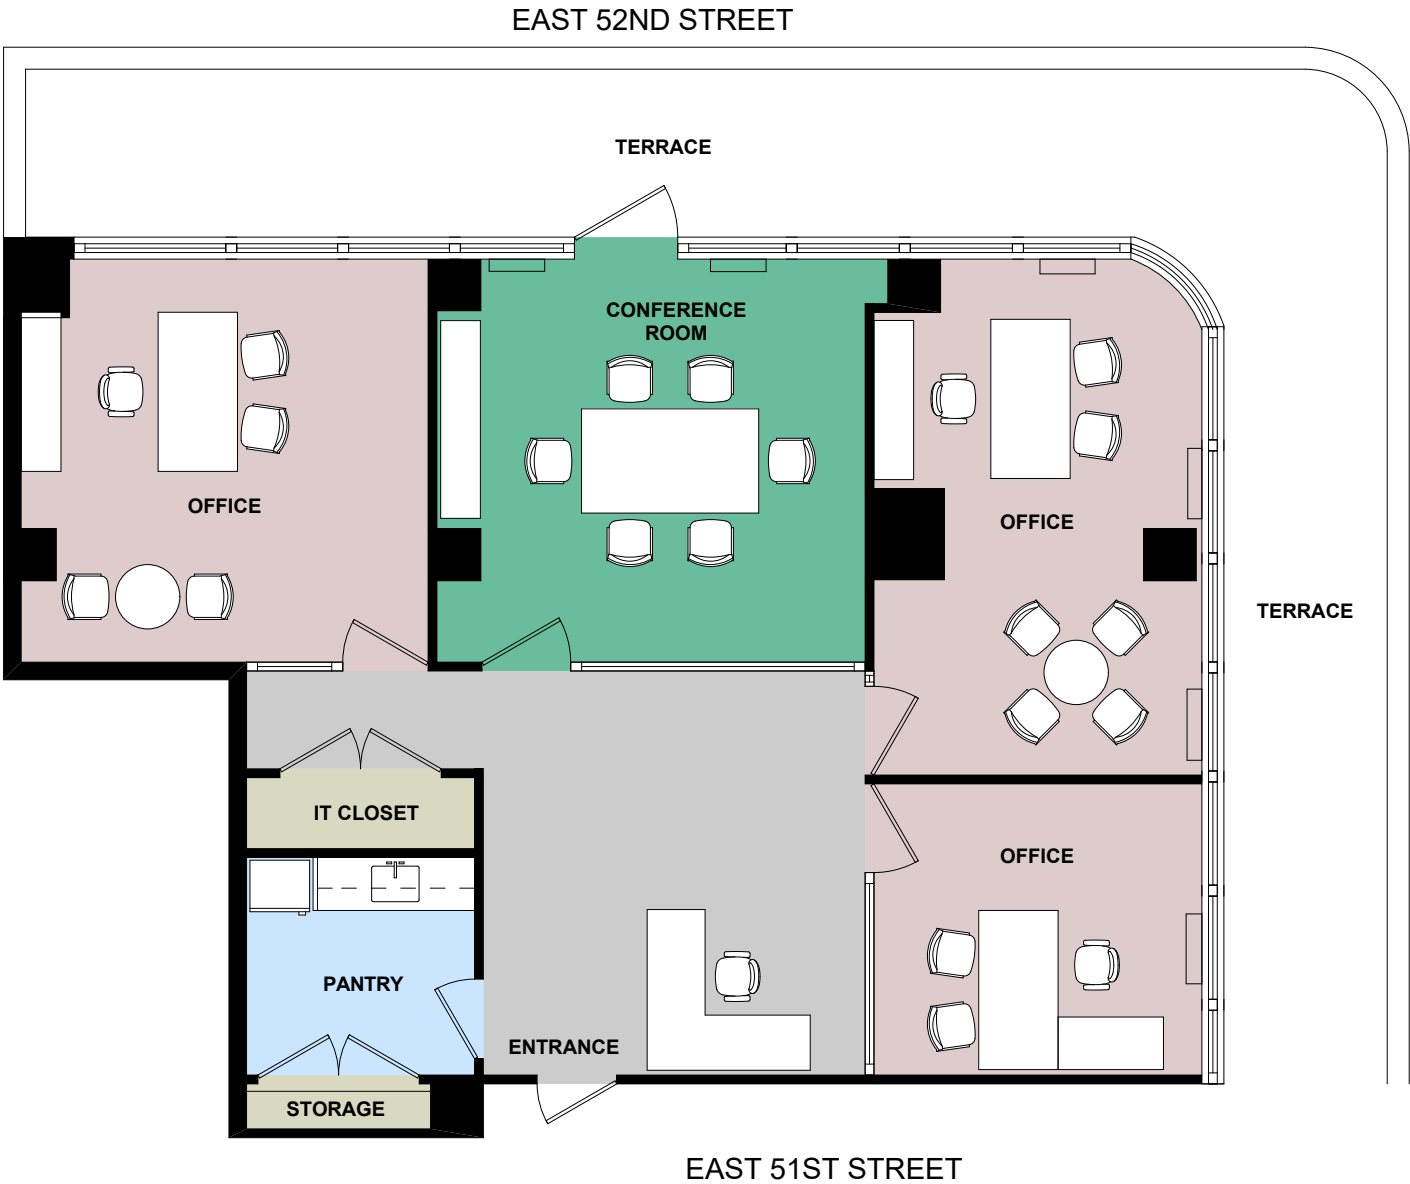 EAST 52ND STREET
TERRACE
CONFERENCE
ROOM
OFFICE
OFFICE
TERRACE
IT CLOSET
OFFICE
PANTRY
ENTRANCE
STORAGE
EAST 51ST STREET